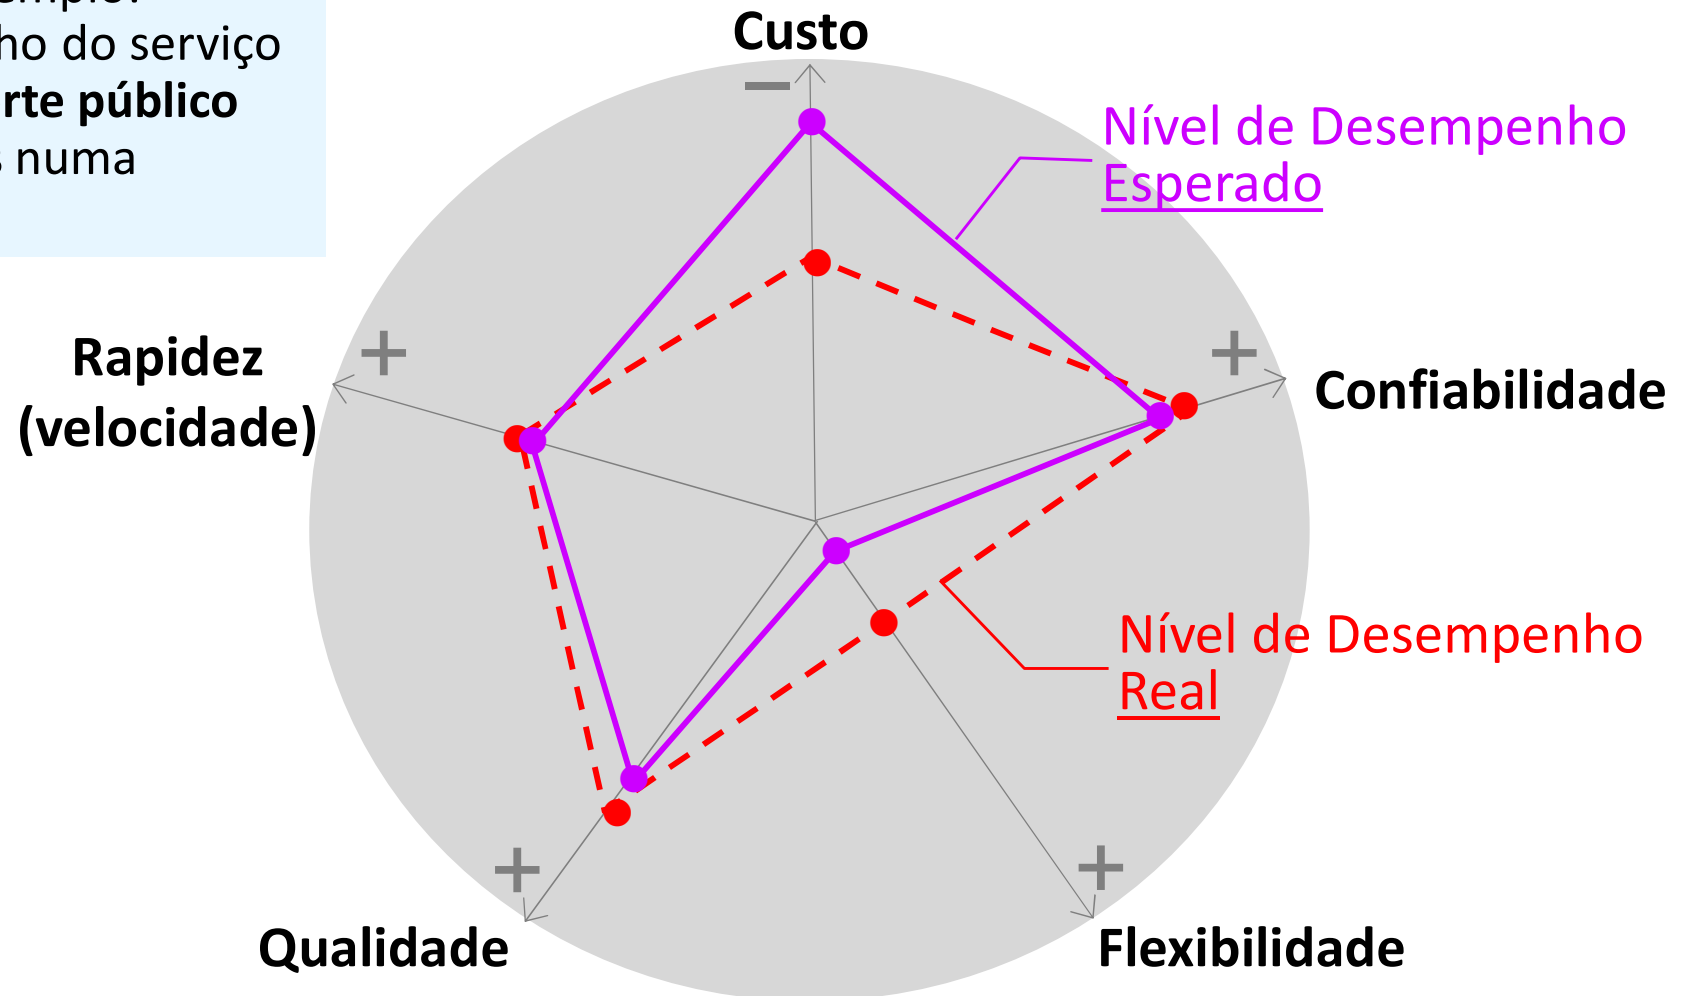 ho do serviço
rte público
numa
Custo
−
Nível de Desempenho
Esperado
+
Rapidez
(velocidade)
+
Confiabilidade
Nível de Desempenho
Real
+
Qualidade
+
Flexibilidade